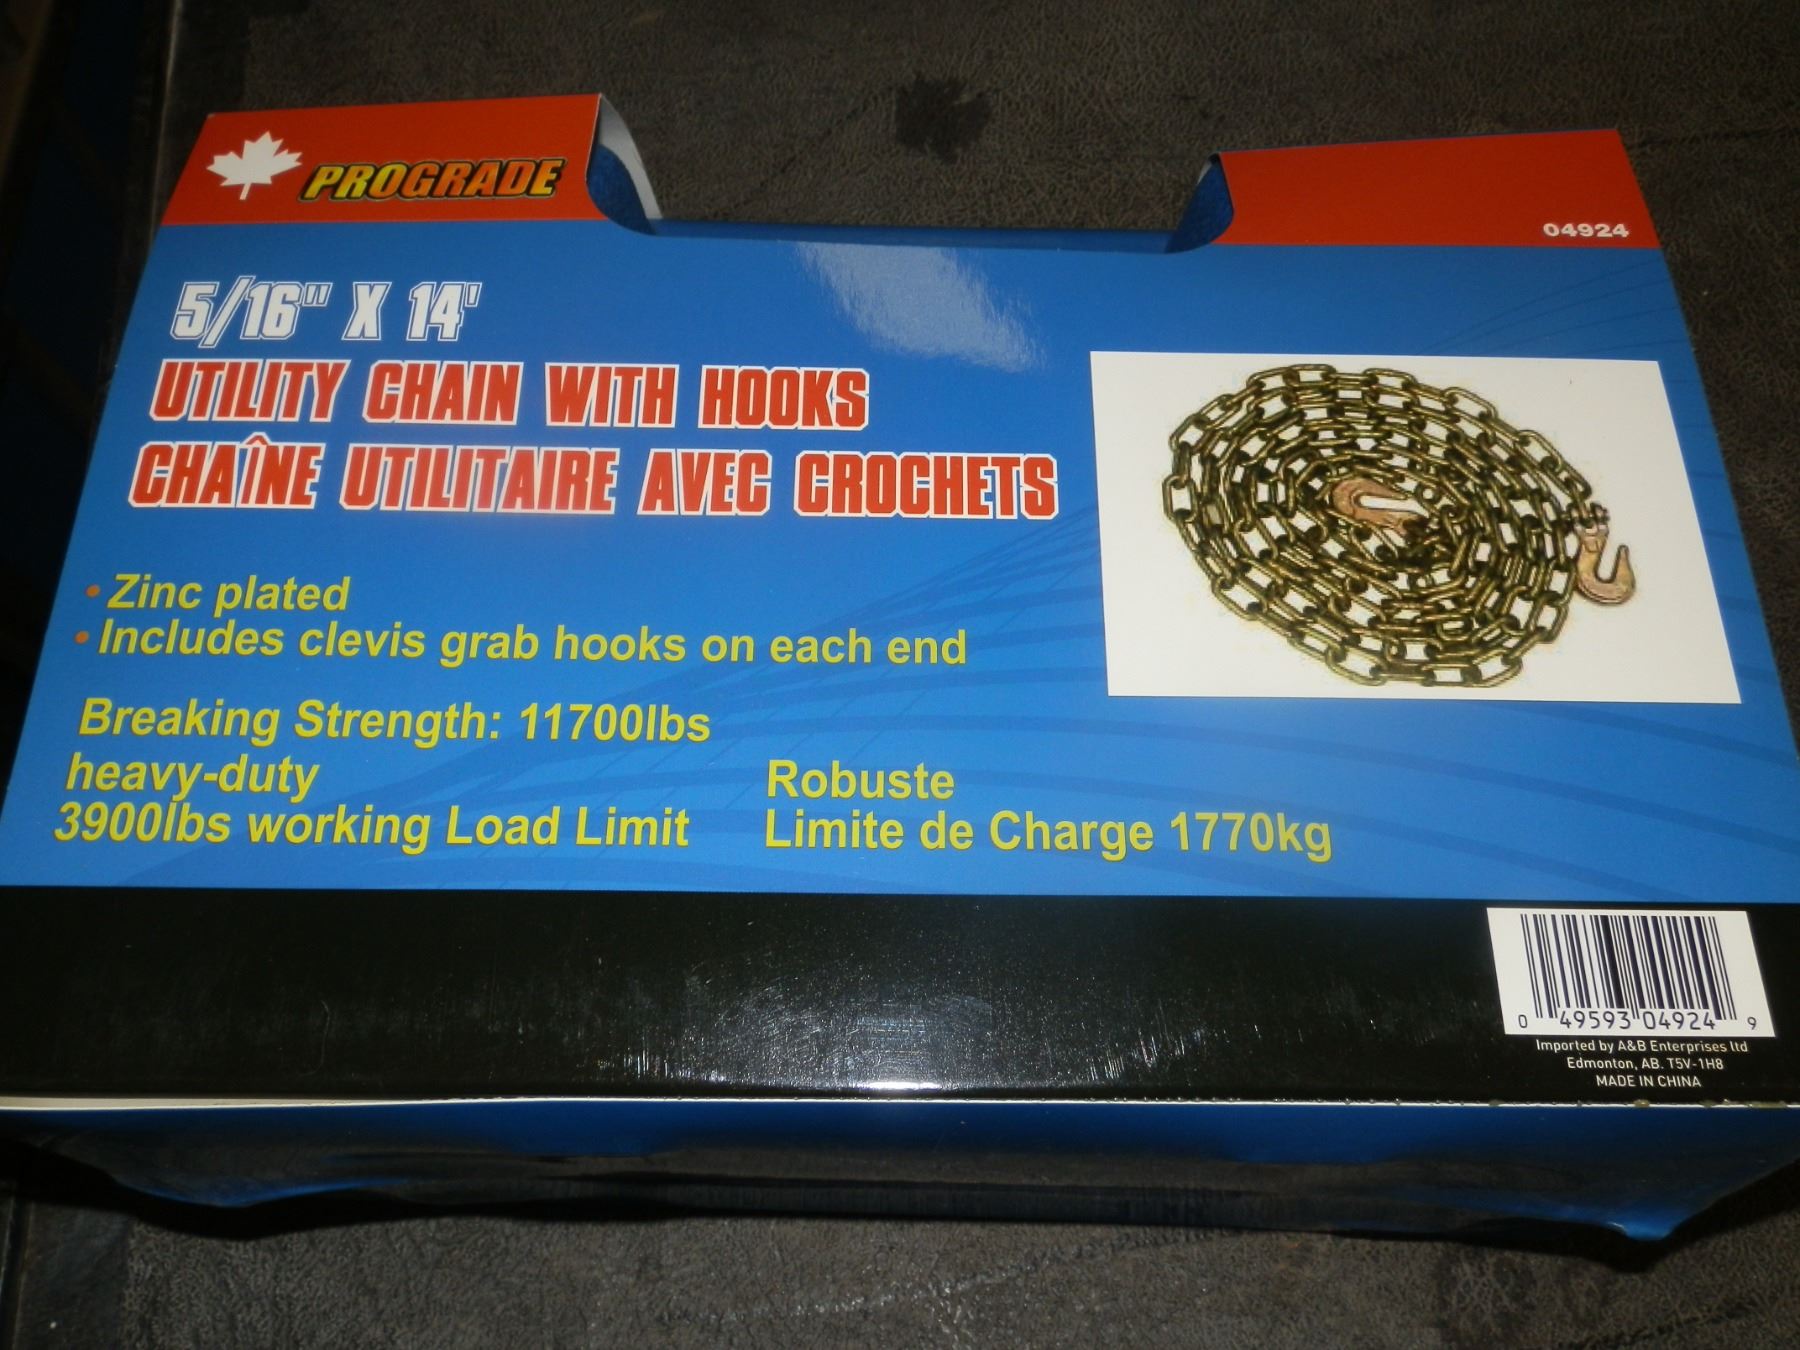 PROGRADE
04924
5/16" X 14'
UTILITY CHAIN WITH HOOKS
CHAÎNE UTILITAIRE AVEC CROCHETS
• Zinc plated
• Includes clevis grab hooks on each end
Breaking Strength: 11700lbs
heavy-duty
3900lbs working Load Limit
Robuste
Limite de Charge 1770kg
0 49593 04924 9
Imported by A&B Enterprises ltd
Edmonton, AB. T5V-1H8
MADE IN CHINA